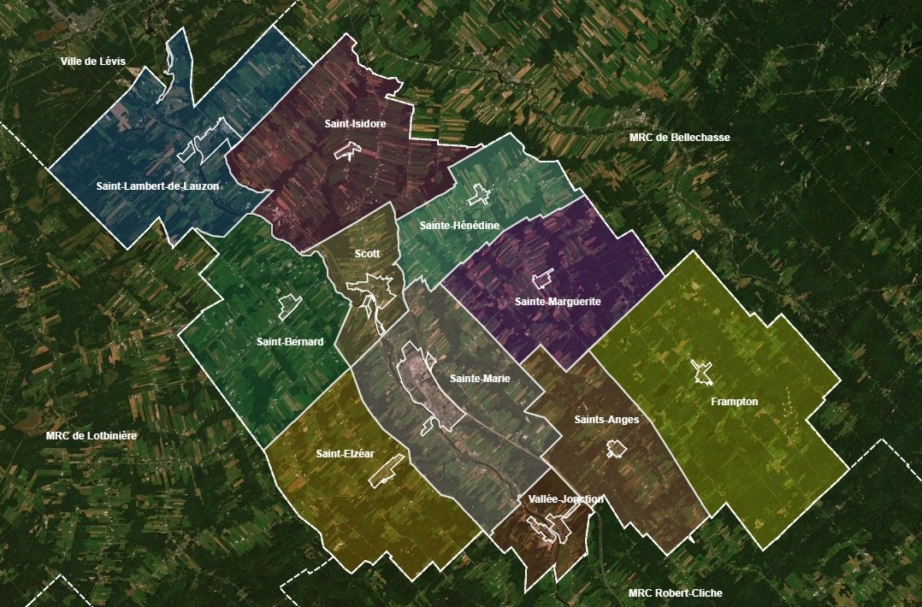 Ville de Lévis
Saint-Isidore
MRC de Bellechasse
Saint-Lambert-de-Lauzon
Sainte-Hénédine
Scott
Sainte-Marguerite
Saint-Bernard
Sainte-Marie
Frampton
Saints-Anges
MRC de Lotbinière
Saint-Elzéar
Vallée-Jonction
MRC Robert-Cliche